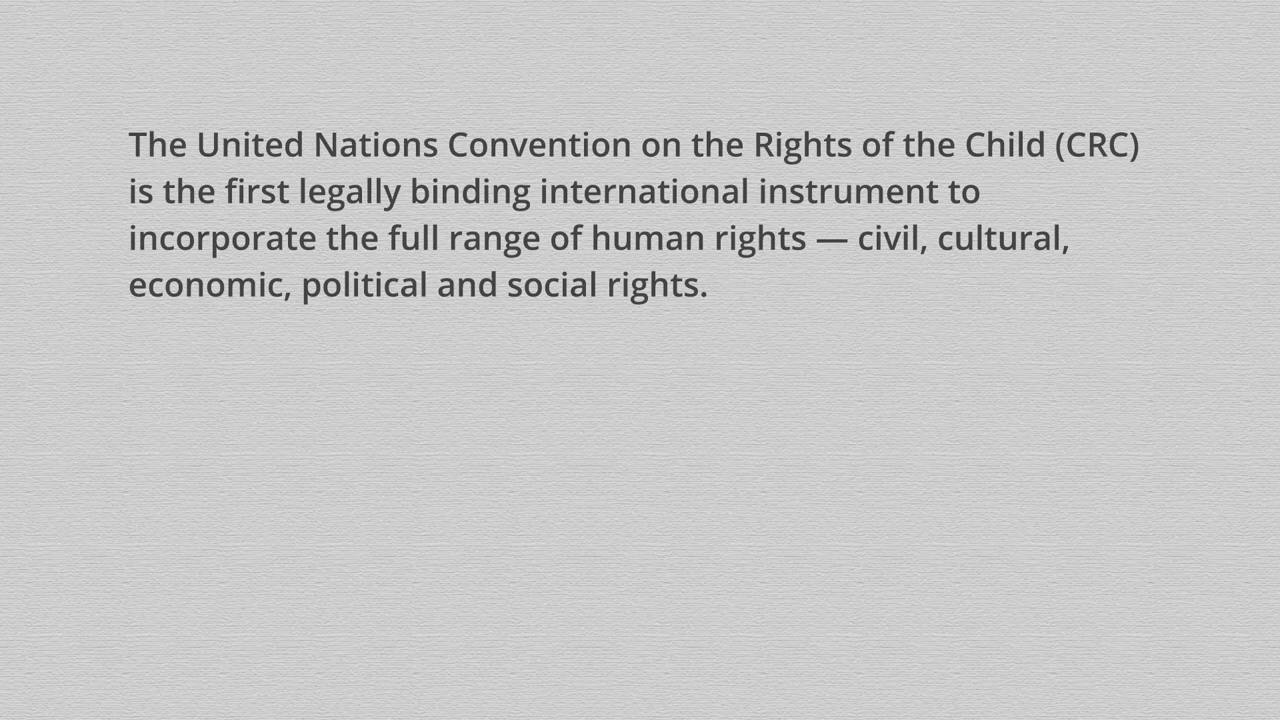 The United Nations Convention on the Rights of the Child (CRC)
is the first legally binding international instrument to
incorporate the full range of human rights — civil, cultural,
economic, political and social rights.